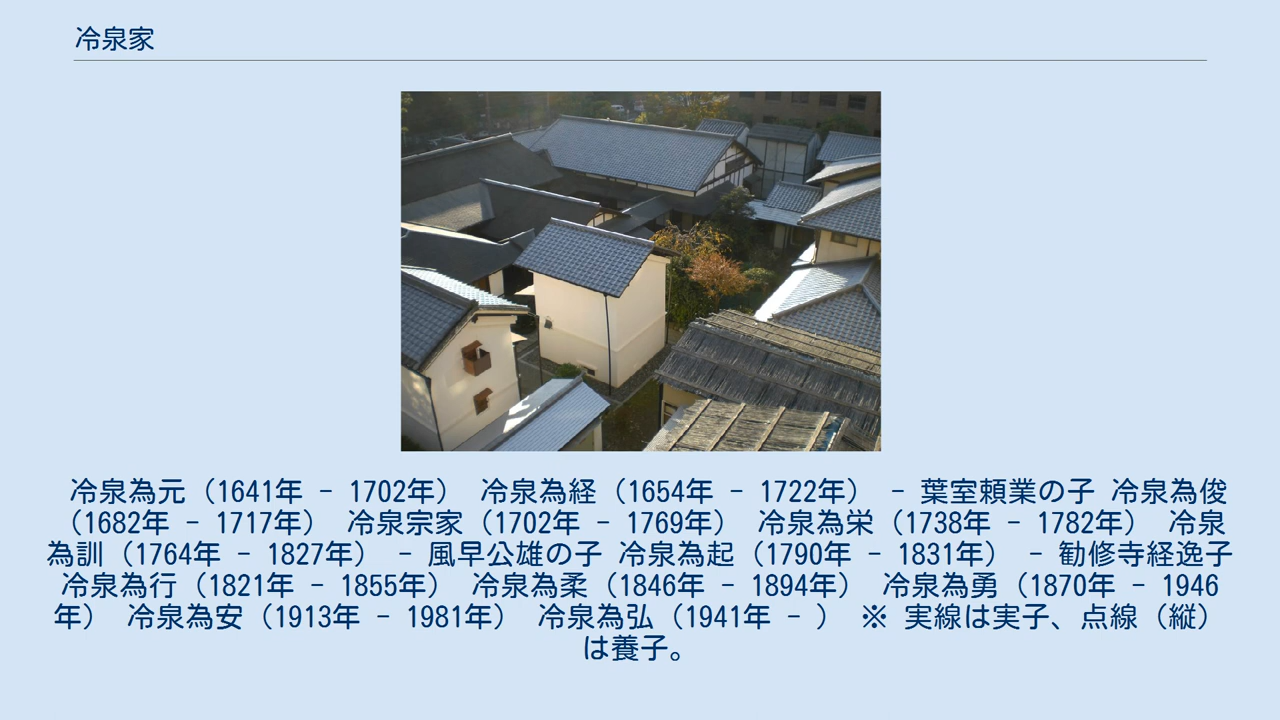 冷泉家
冷泉為元（1641年 - 1702年） 冷泉為経（1654年 - 1722年） - 葉室頼業の子 冷泉為俊
（1682年 - 1717年） 冷泉宗家（1702年 - 1769年） 冷泉為栄（1738年 - 1782年） 冷泉
為訓（1764年 - 1827年） - 風早公雄の子 冷泉為起（1790年 - 1831年） - 勧修寺経逸子
冷泉為行（1821年 - 1855年） 冷泉為柔（1846年 - 1894年） 冷泉為勇（1870年 - 1946
年） 冷泉為安（1913年 - 1981年） 冷泉為弘（1941年 - ） ※ 実線は実子、点線（縦）
は養子。